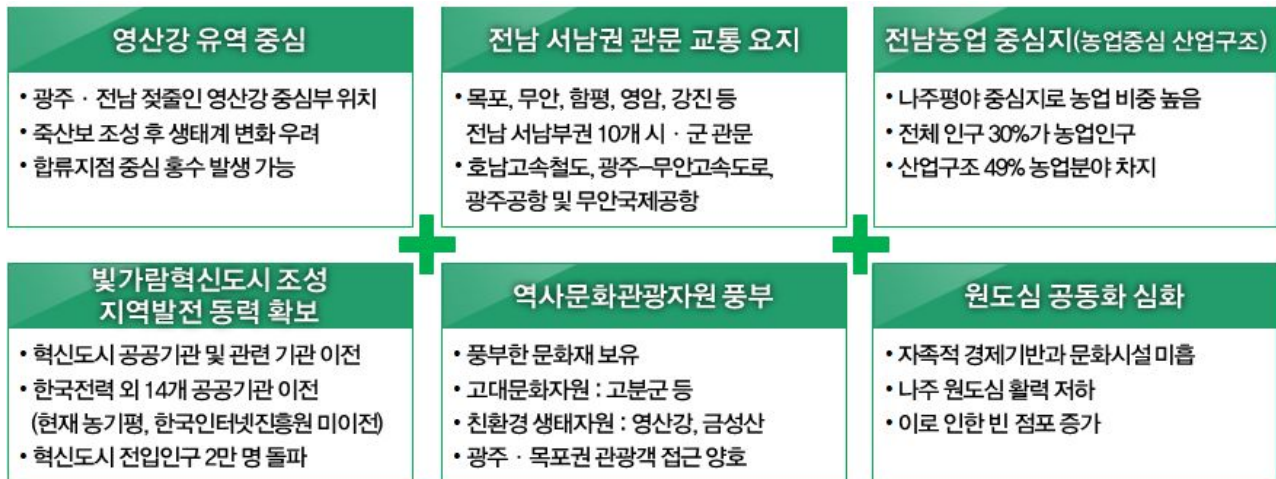 영산강 유역 중심
• 광주 · 전남 젖줄인 영산강 중심부 위치
• 죽산보 조성 후 생태계 변화 우려
• 합류지점 중심 홍수 발생 가능
전남 서남권 관문 교통 요지
• 목포, 무안, 함평, 영암, 강진 등
전남 서남부권 10개 시 · 군 관문
• 호남고속철도, 광주–무안고속도로,
광주공항 및 무안국제공항
전남농업 중심지(농업중심 산업구조)
• 나주평야 중심지로 농업 비중 높음
• 전체 인구 30%가 농업인구
• 산업구조 49% 농업분야 차지
빛가람혁신도시 조성
지역발전 동력 확보
• 혁신도시 공공기관 및 관련 기관 이전
• 한국전력 외 14개 공공기관 이전
(현재 농기평, 한국인터넷진흥원 미이전)
• 혁신도시 전입인구 2만 명 돌파
역사문화관광자원 풍부
• 풍부한 문화재 보유
• 고대문화자원 : 고분군 등
• 친환경 생태자원 : 영산강, 금성산
• 광주 · 목포권 관광객 접근 양호
원도심 공동화 심화
• 자족적 경제기반과 문화시설 미흡
• 나주 원도심 활력 저하
• 이로 인한 빈 점포 증가